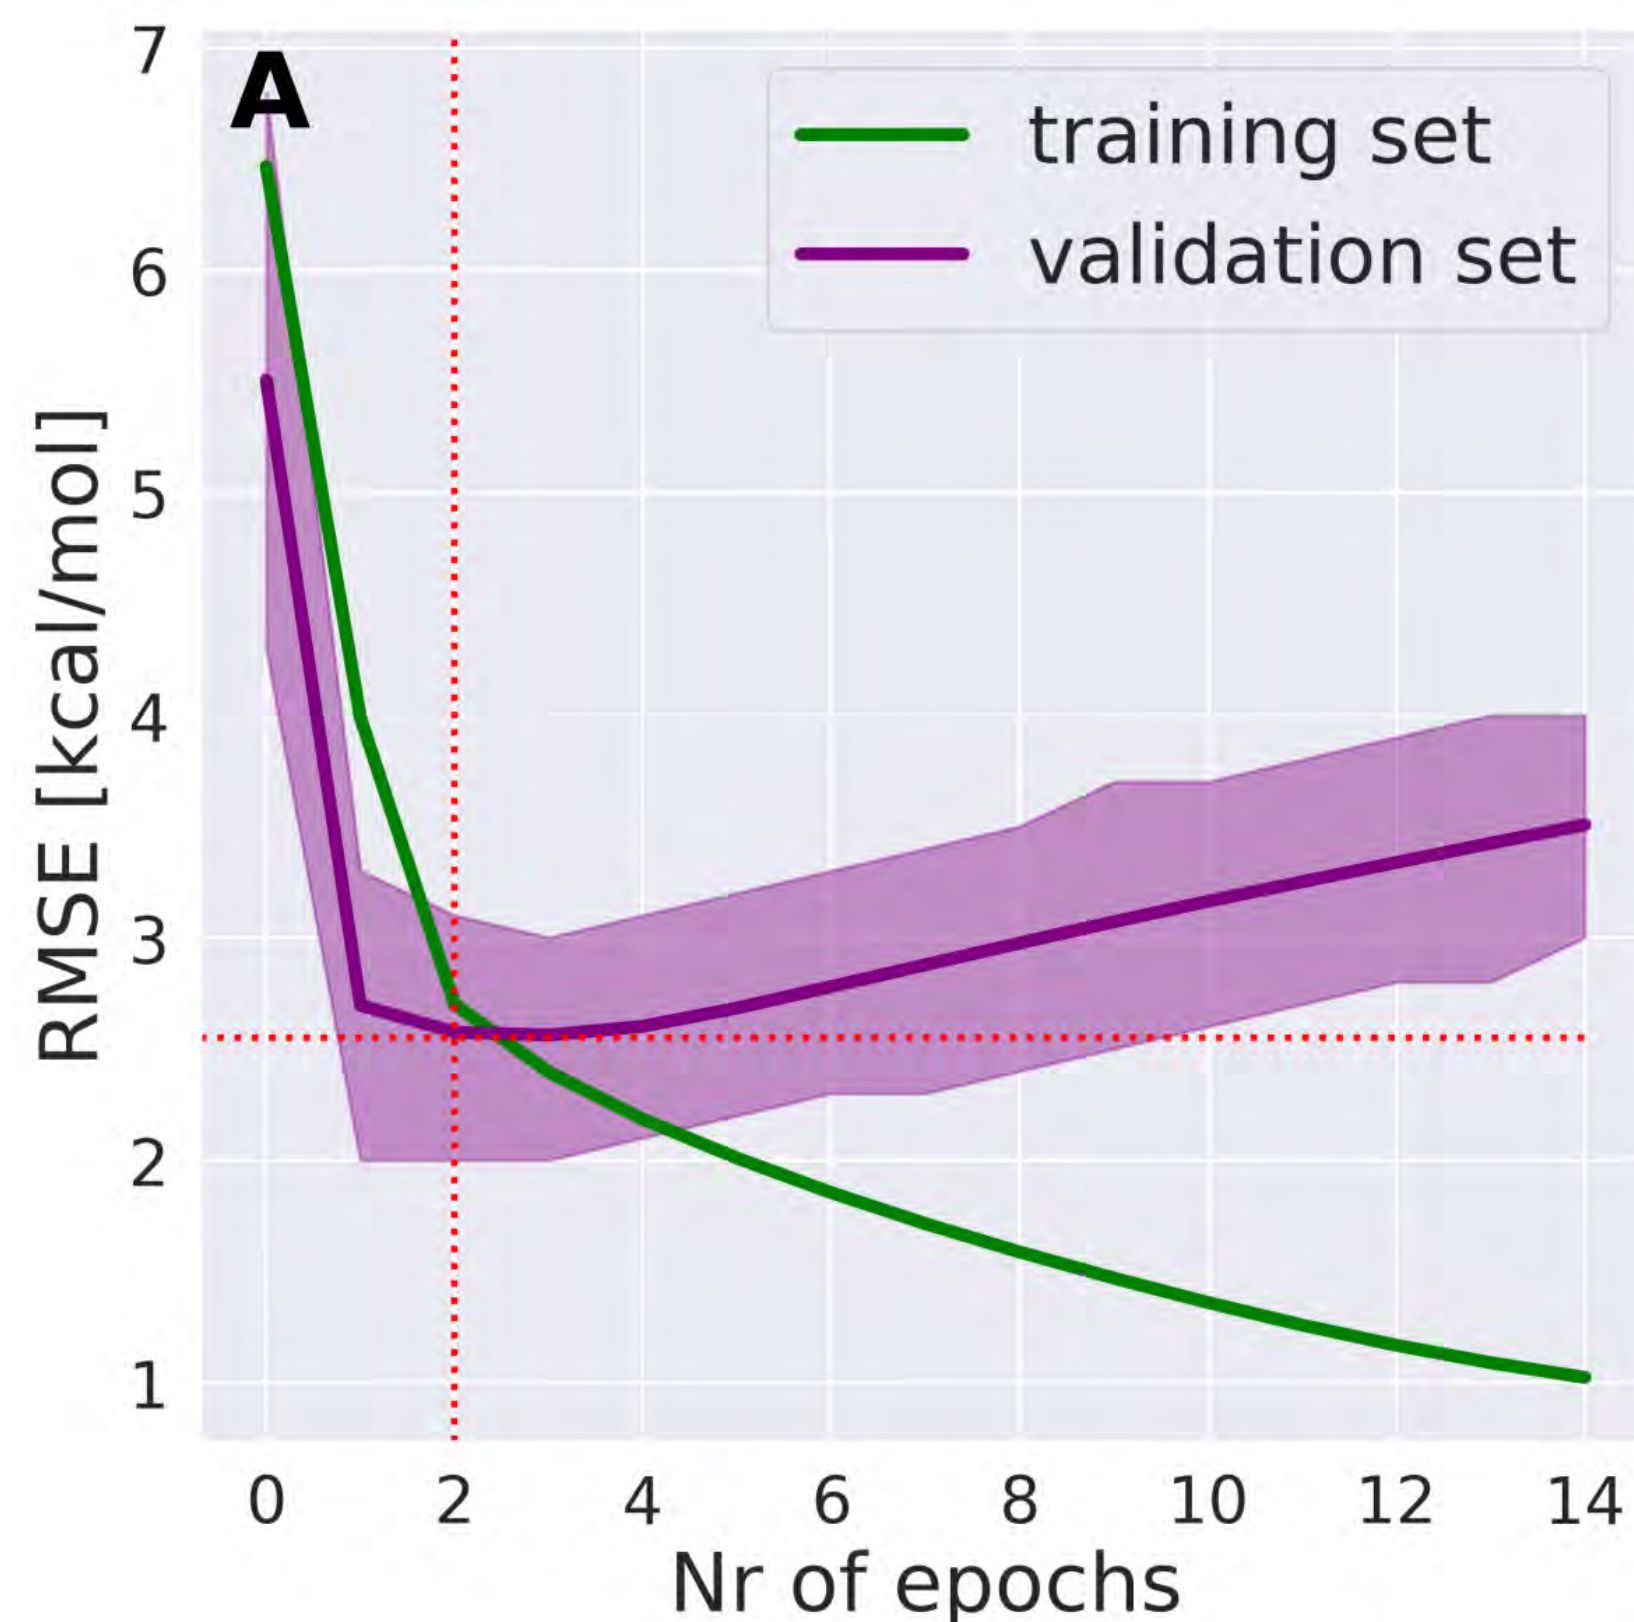 A
training set
validation set
RMSE [kcal/mol]
7
6
5
4
3
2
1
0 2 4 6 8 10 12 14
Nr of epochs